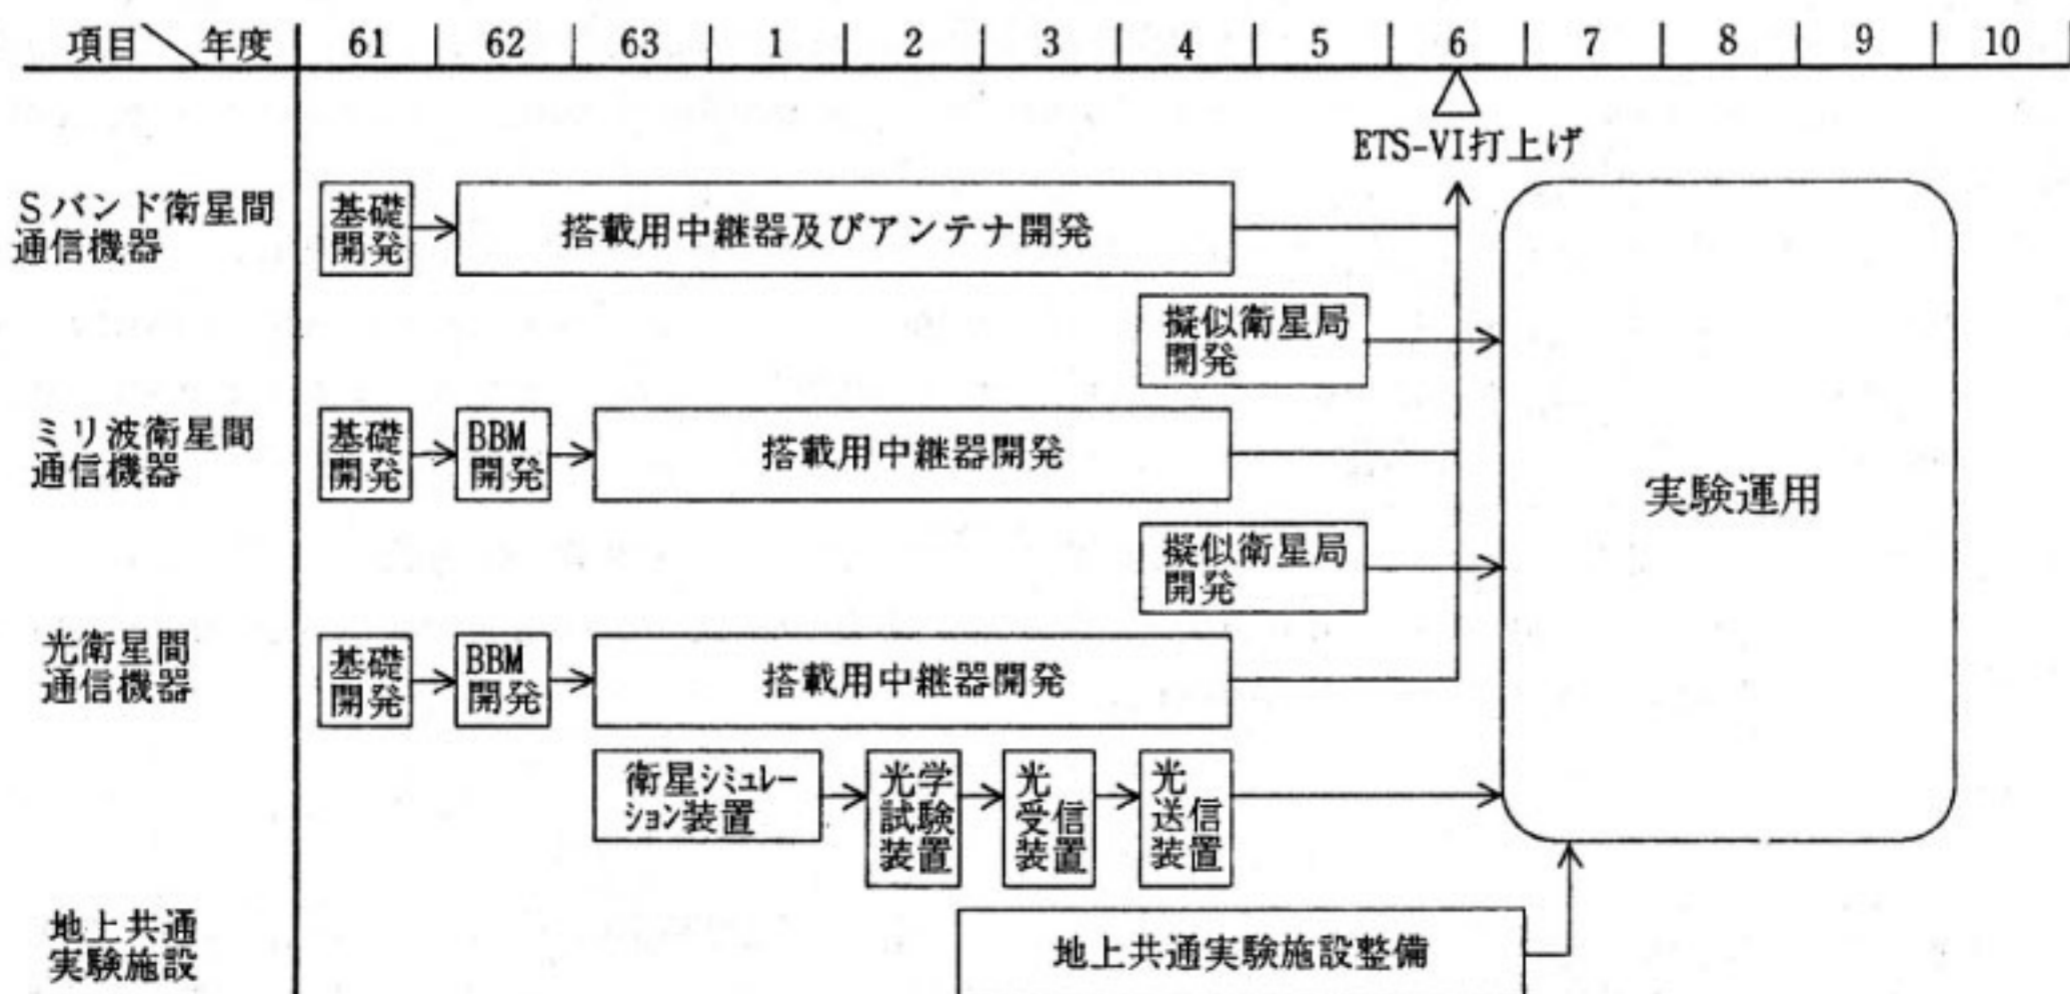 項目 年度 61 62 63 1 2 3 4 5 6 7 8 9 10
ETS-VI打上げ
Sバンド衛星間
通信機器
基礎
開発
搭載用中継器及びアンテナ開発
擬似衛星局
開発
ミリ波衛星間
通信機器
基礎
開発
BBM
開発
搭載用中継器開発
実験運用
擬似衛星局
開発
光衛星間
通信機器
基礎
開発
BBM
開発
搭載用中継器開発
衛星シミュレー
ション装置
光学
試験
装置
光
受信
装置
光
送信
装置
地上共通
実験施設
地上共通実験施設整備